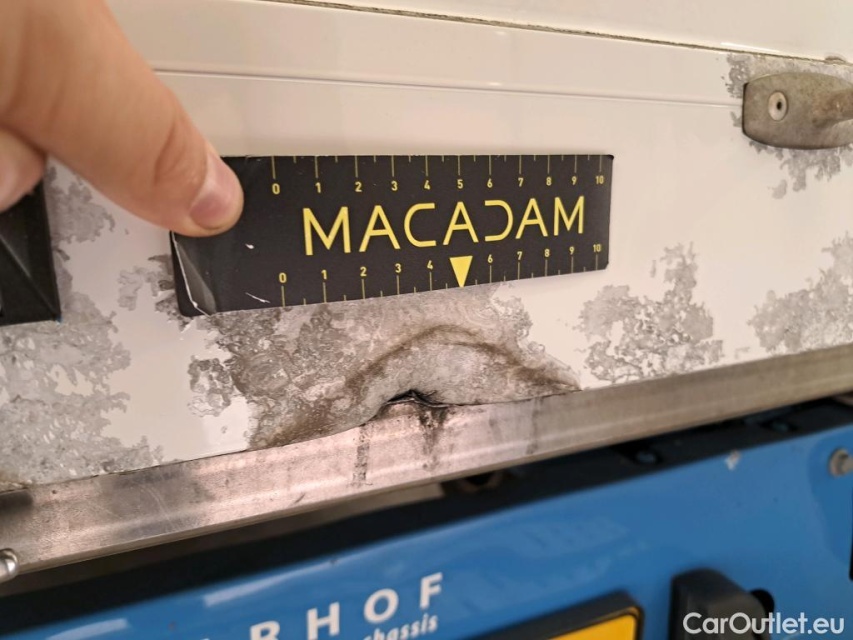 0 1 2 3 4 5 6 7 8 9 10
MACADAM
0 1 2 3 4 6 7 8 9 10
RHOF
chassis
CarOutlet.eu